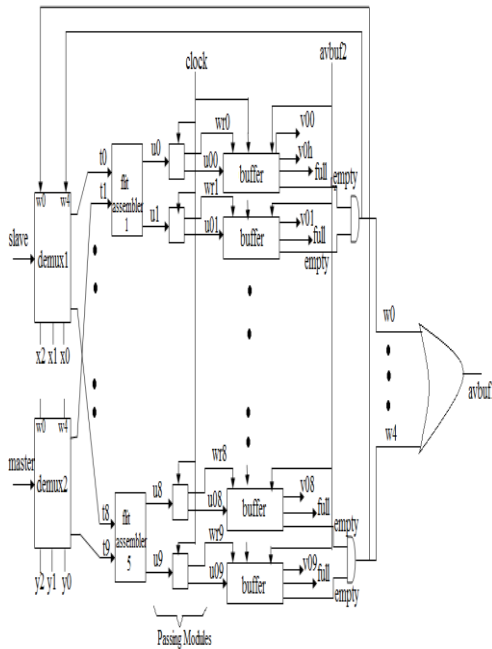 clock
avbuf2
wr0
v00
u0
v0h
t0
u00
full
empty
flit
assembler
1
buffer
t1
wr1
w0 w4
u1
u01
v01
buffer
full
slave
demux1
empty
x2 x1 x0
w0
avbuf
w4
w0 w4
wr8
master
demux2
u8
v08
t8
u08
buffer
full
flit
assembler
5
empty
wr9
t9
v09
u9
u09
full
buffer
y2 y1 y0
empty
Passing Modules